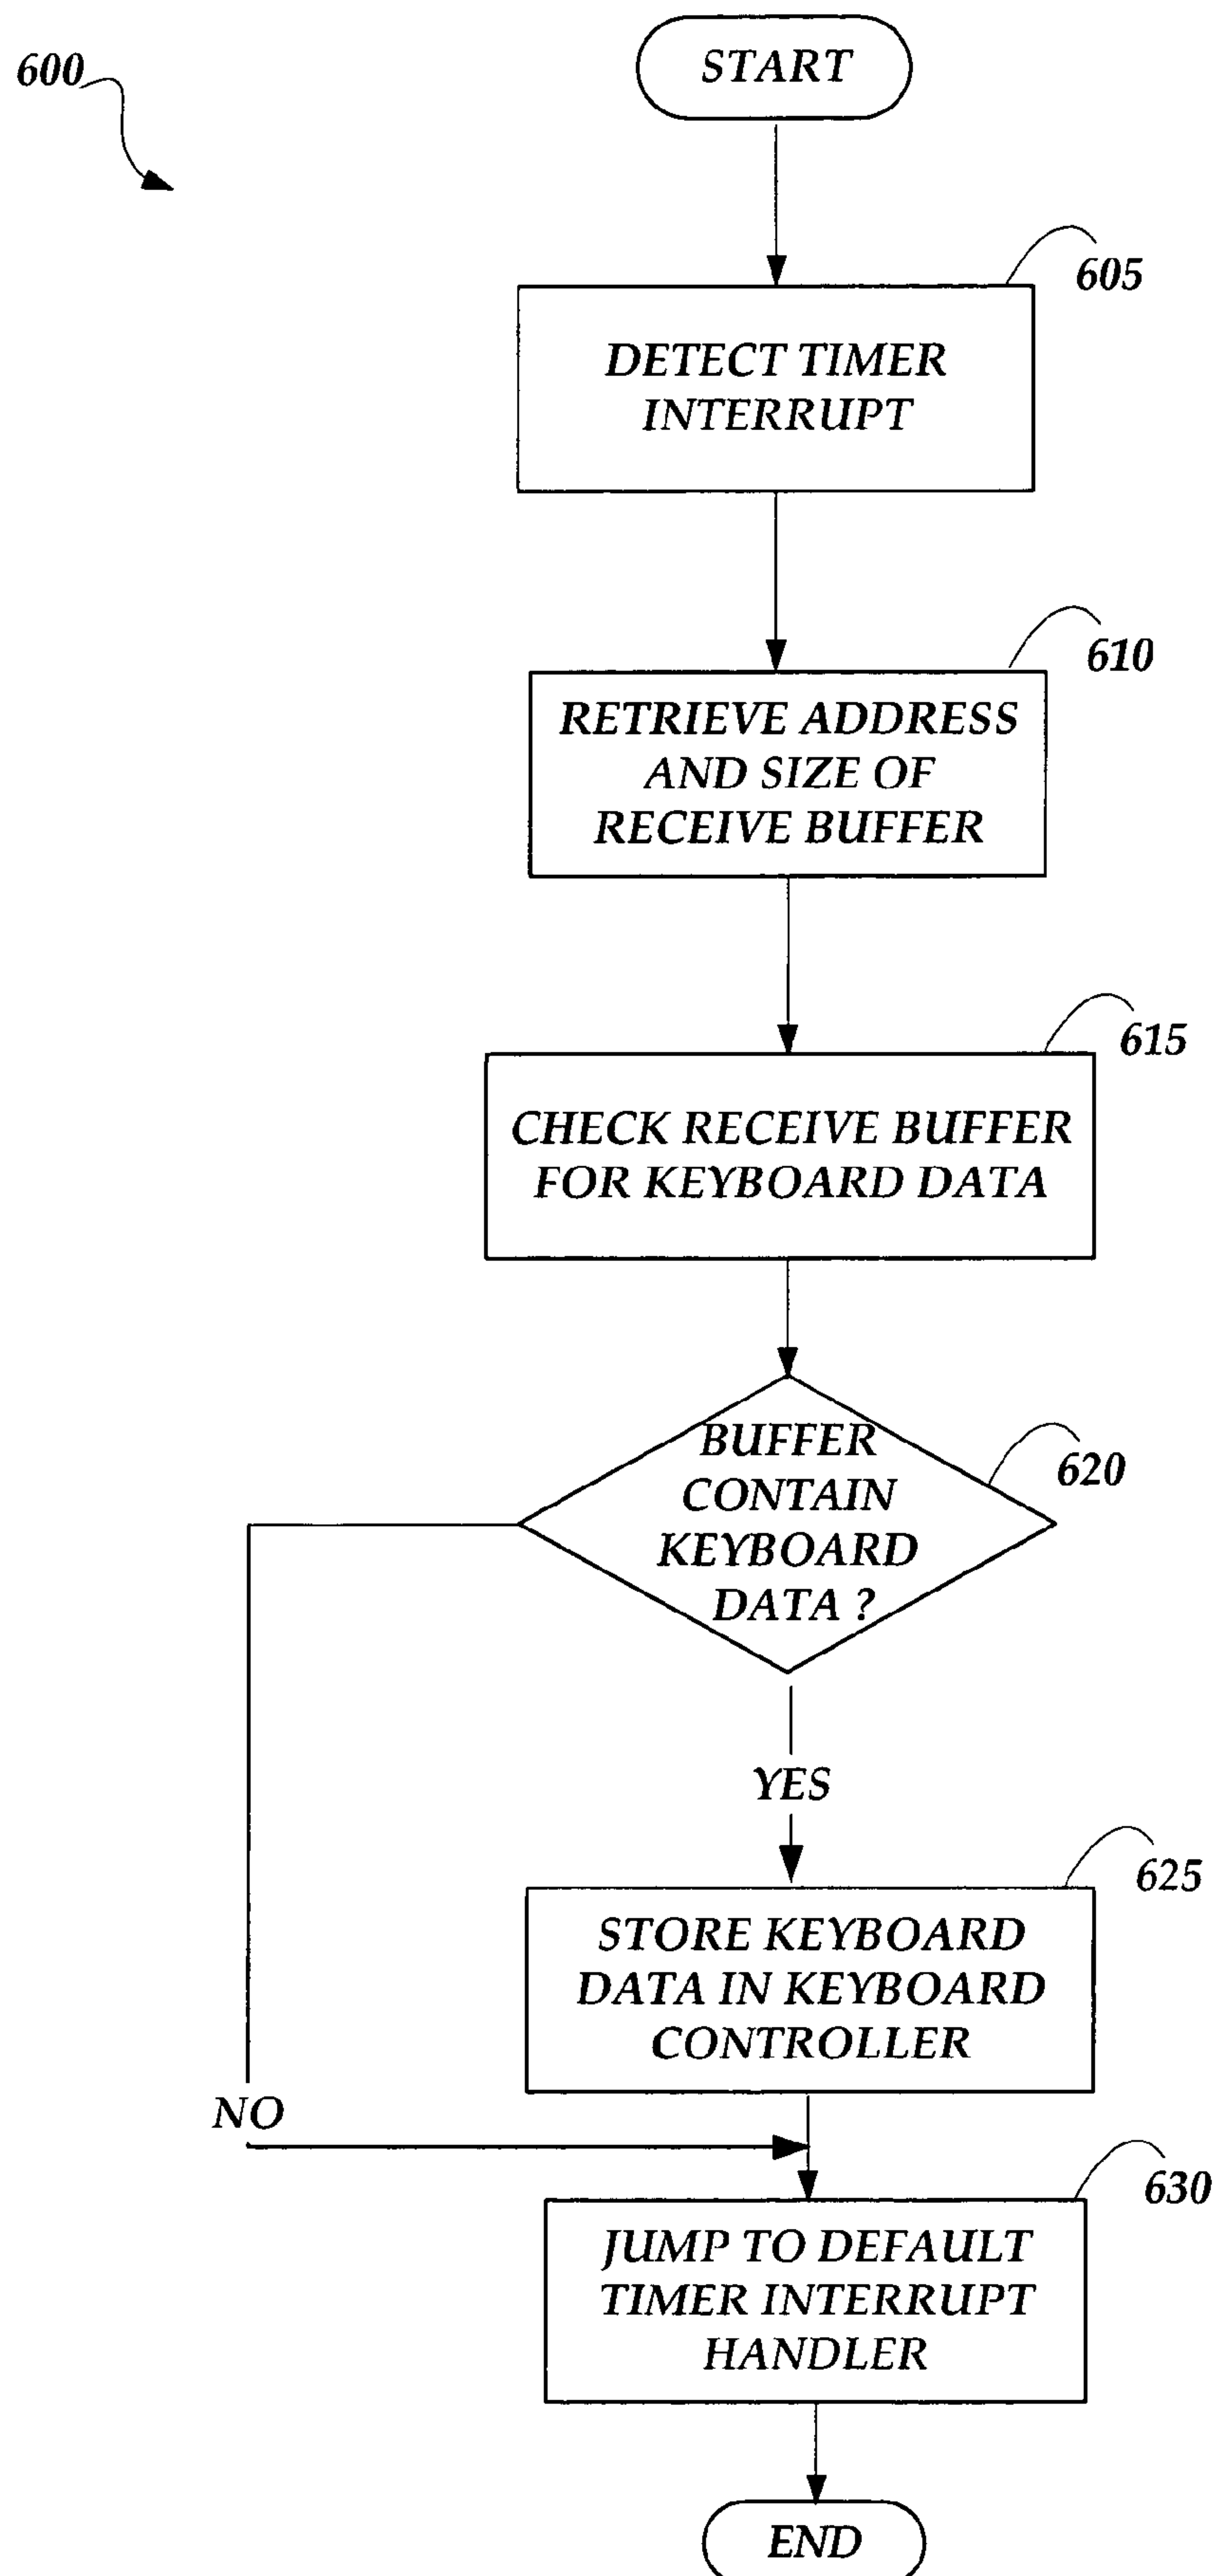 600
START
605
DETECT TIMER
INTERRUPT
610
RETRIEVE ADDRESS
AND SIZE OF
RECEIVE BUFFER
615
CHECK RECEIVE BUFFER
FOR KEYBOARD DATA
620
BUFFER
CONTAIN
KEYBOARD
DATA ?
YES
625
STORE KEYBOARD
DATA IN KEYBOARD
CONTROLLER
NO
630
JUMP TO DEFAULT
TIMER INTERRUPT
HANDLER
END